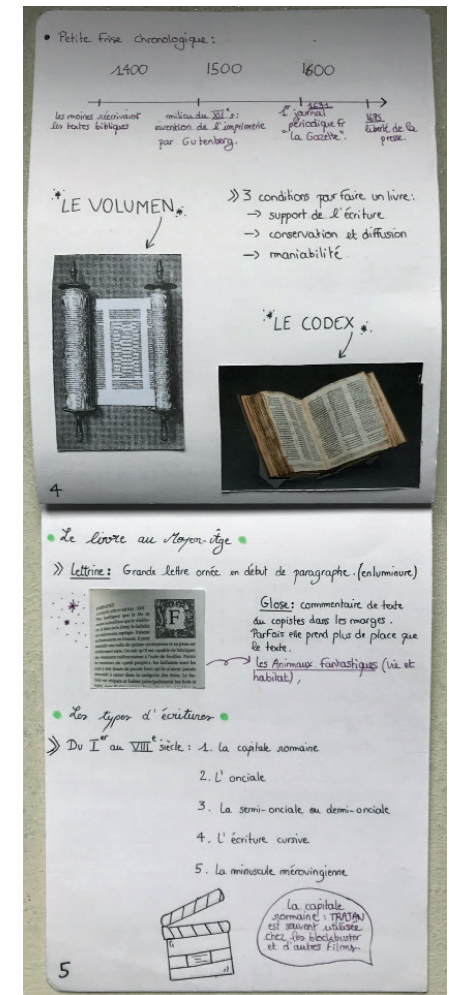 • Petite frise chronologique :
1400 1500 1600
les moines réécrivent
les textes bibliques
milieu du XVe s :
invention de l'imprimerie
par Gutenberg.
1631
1er journal
périodique fr
"La Gazette".
liberté de la
presse.
LE VOLUMEN
» 3 conditions pour faire un livre :
→ support de l'écriture
→ conservation et diffusion
→ maniabilité
LE CODEX
4
• Le livre au Moyen-Âge •
» Lettrine : Grande lettre ornée en début de paragraphe. (enluminure)
F
Glose : commentaire de texte
du copistes dans les marges.
Parfois elle prend plus de place que
le texte.
les Animaux fantastiques (vie et
habitat),
• Les types d'écritures •
» Du Ier au VIIIe siècle : 1. La capitale romaine
2. L'onciale
3. La semi-onciale ou demi-onciale
4. L'écriture cursive
5. La minuscule mérovingienne
La capitale
romaine : TRAJAN
est souvent utilisée
chez les blockbuster
et d'autres films.
5